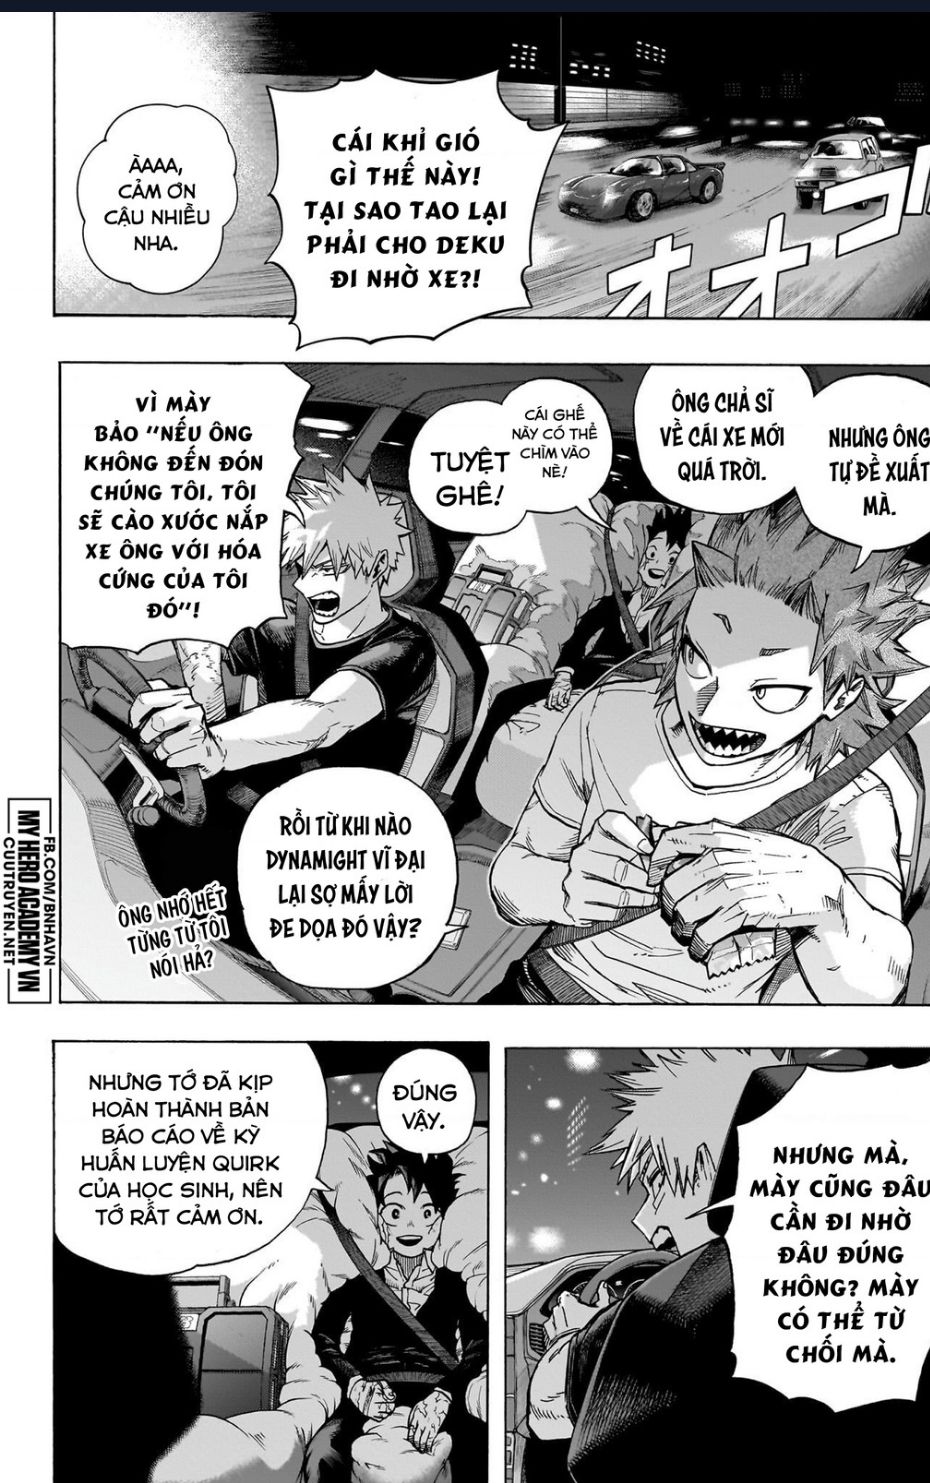 CÁI KHỈ GIÓ
GÌ THẾ NÀY!
TẠI SAO TAO LẠI
PHẢI CHO DEKU
ĐI NHỜ XE?!
ÀAAA,
CẢM ƠN
CẬU NHIỀU
NHA.
オオオゴ
NHƯNG ÔNG
TỰ ĐỀ XUẤT
MÀ.
ÔNG CHẢ SĨ
VỀ CÁI XE MỚI
QUÁ TRỜI.
CÁI GHẾ
NÀY CÓ THỂ
CHÌM VÀO
NÈ!
TUYỆT
GHÊ!
VÌ MÀY
BẢO "NẾU ÔNG
KHÔNG ĐẾN ĐÓN
CHÚNG TÔI, TÔI
SẼ CÀO XƯỚC NẮP
XE ÔNG VỚI HÓA
CỨNG CỦA TÔI
ĐÓ"!
RỒI TỪ KHI NÀO
DYNAMIGHT VĨ ĐẠI
LẠI SỢ MẤY LỜI
ĐE DỌA ĐÓ VẬY?
ÔNG NHỚ HẾT
TỪNG TỪ TÔI
NÓI HẢ?
FB.COM/BNHAVN
MY HERO ACADEMY VN
CUUTRUYEN.NET
NHƯNG MÀ,
MÀY CŨNG ĐÂU
CẦN ĐI NHỜ
ĐÂU ĐÚNG
KHÔNG? MÀY
CÓ THỂ TỪ
CHỐI MÀ.
ĐÚNG
VẬY.
NHƯNG TỚ ĐÃ KỊP
HOÀN THÀNH BẢN
BÁO CÁO VỀ KỲ
HUẤN LUYỆN QUIRK
CỦA HỌC SINH, NÊN
TỚ RẤT CẢM ƠN.